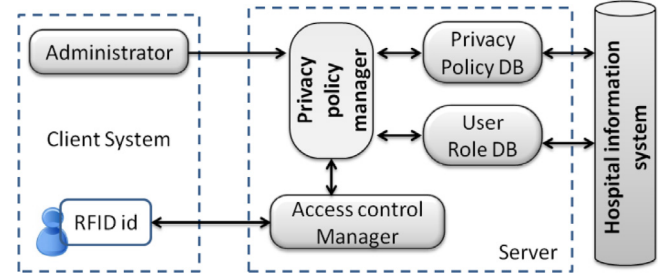 Administrator
Client System
RFID id
Privacy
policy
manager
Privacy
Policy DB
User
Role DB
Access control
Manager
Server
Hospital information
system